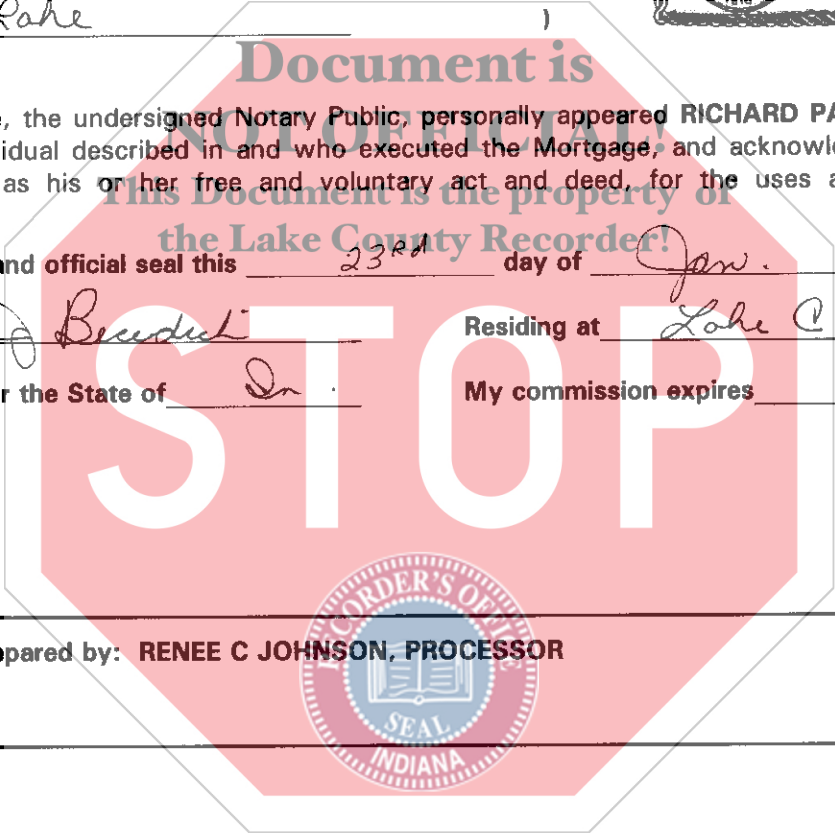 Lake )
Document is
e, the undersigned Notary Public, personally appeared RICHARD PA
NOT OFFICIAL!
idual described in and who executed the Mortgage, and acknowle
as his or her free and voluntary act and deed, for the uses a
This Document is the property of
the Lake County Recorder!
and official seal this 23rd day of Jan.
Residing at Lake C
r the State of In. My commission expires
STOP
RECORDER'S OFFICE
pared by: RENEE C JOHNSON, PROCESSOR
SEAL
INDIANA